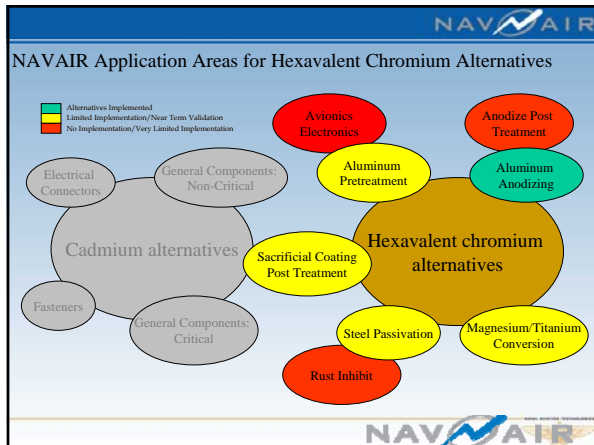 NAVAIR
NAVAIR Application Areas for Hexavalent Chromium Alternatives
Alternatives Implemented
Limited Implementation/Near Term Validation
No Implementation/Very Limited Implementation
Avionics
Electronics
Anodize Post
Treatment
Electrical
Connectors
General Components:
Non-Critical
Aluminum
Pretreatment
Aluminum
Anodizing
Cadmium alternatives
Sacrificial Coating
Post Treatment
Hexavalent chromium
alternatives
Fasteners
General Components:
Critical
Steel Passivation
Magnesium/Titanium
Conversion
Rust Inhibit
NAVAIR